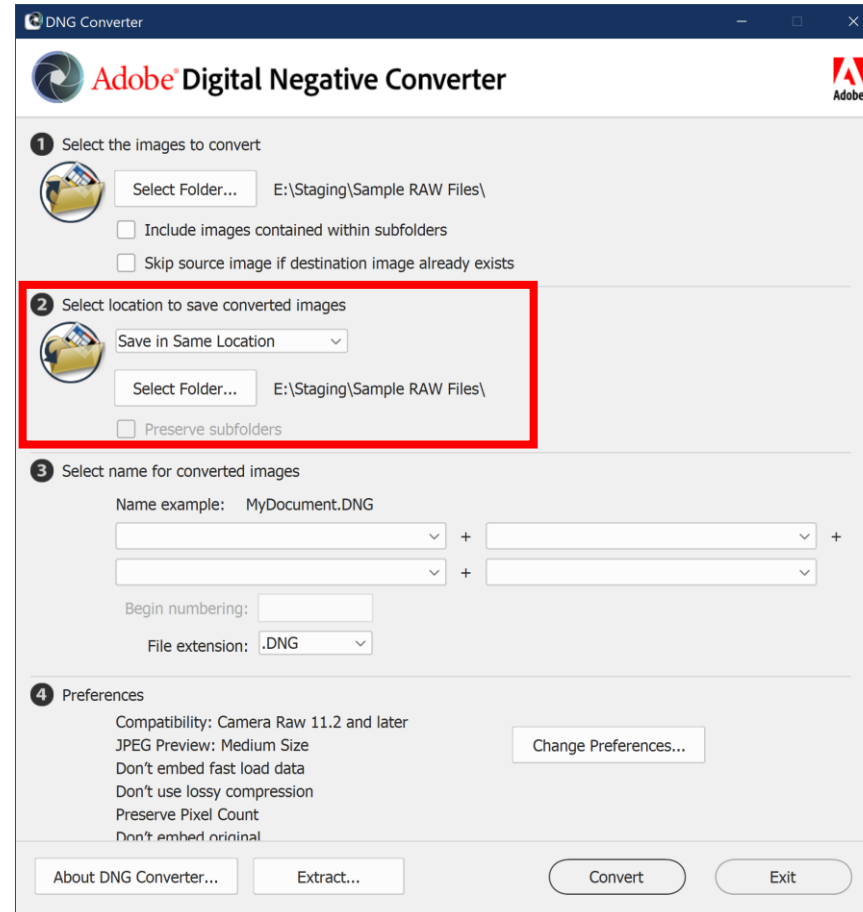 DNG Converter
Adobe® Digital Negative Converter
Adobe
1 Select the images to convert
Select Folder... E:\Staging\Sample RAW Files\
Include images contained within subfolders
Skip source image if destination image already exists
2 Select location to save converted images
Save in Same Location
Select Folder... E:\Staging\Sample RAW Files\
Preserve subfolders
3 Select name for converted images
Name example: MyDocument.DNG
+ +
+
Begin numbering:
File extension: .DNG
4 Preferences
Compatibility: Camera Raw 11.2 and later
JPEG Preview: Medium Size Change Preferences...
Don't embed fast load data
Don't use lossy compression
Preserve Pixel Count
Don't embed original
About DNG Converter... Extract... Convert Exit